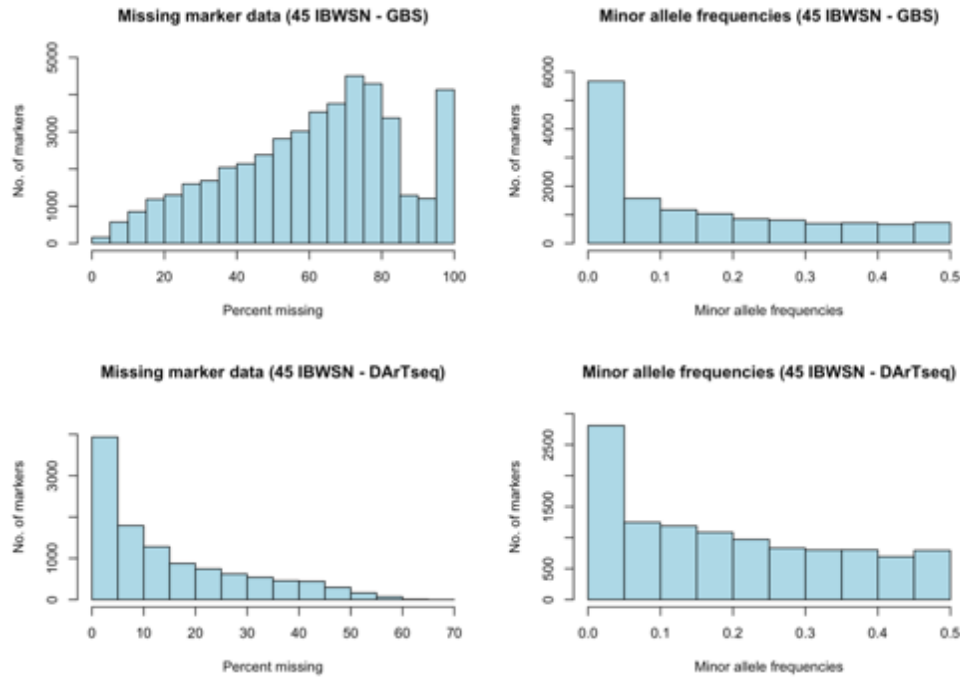 Missing marker data (45 IBWSN - GBS)
No. of markers
0 1000 3000 5000
0 20 40 60 80 100
Percent missing
Minor allele frequencies (45 IBWSN - GBS)
No. of markers
0 2000 4000 6000
0.0 0.1 0.2 0.3 0.4 0.5
Minor allele frequencies
Missing marker data (45 IBWSN - DArTseq)
No. of markers
0 1000 3000
0 10 20 30 40 50 60 70
Percent missing
Minor allele frequencies (45 IBWSN - DArTseq)
No. of markers
0 500 1500 2500
0.0 0.1 0.2 0.3 0.4 0.5
Minor allele frequencies